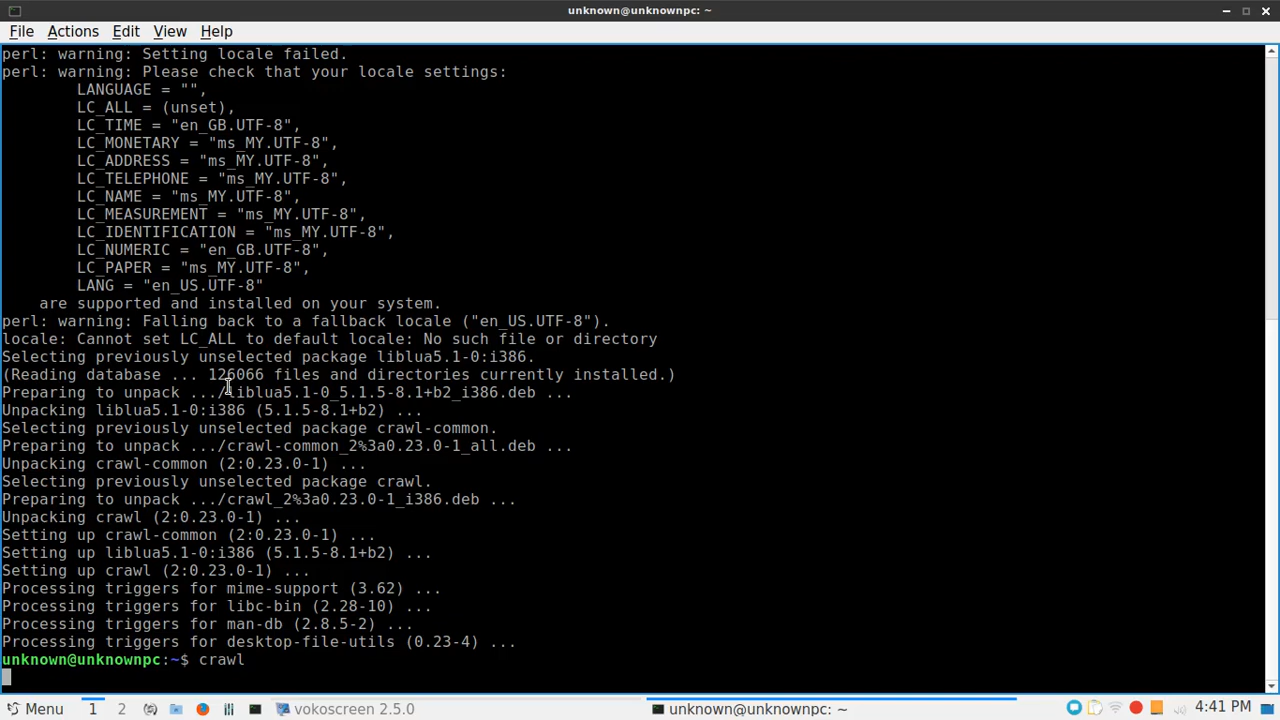 unknown@unknownpc: ~
File Actions Edit View Help
perl: warning: Setting locale failed.
perl: warning: Please check that your locale settings:
LANGUAGE = "",
LC_ALL = (unset),
LC_TIME = "en_GB.UTF-8",
LC_MONETARY = "ms_MY.UTF-8",
LC_ADDRESS = "ms_MY.UTF-8",
LC_TELEPHONE = "ms_MY.UTF-8",
LC_NAME = "ms_MY.UTF-8",
LC_MEASUREMENT = "ms_MY.UTF-8",
LC_IDENTIFICATION = "ms_MY.UTF-8",
LC_NUMERIC = "en_GB.UTF-8",
LC_PAPER = "ms_MY.UTF-8",
LANG = "en_US.UTF-8"
are supported and installed on your system.
perl: warning: Falling back to a fallback locale ("en_US.UTF-8").
locale: Cannot set LC_ALL to default locale: No such file or directory
Selecting previously unselected package liblua5.1-0:i386.
(Reading database ... 126066 files and directories currently installed.)
Preparing to unpack .../liblua5.1-0_5.1.5-8.1+b2_i386.deb ...
Unpacking liblua5.1-0:i386 (5.1.5-8.1+b2) ...
Selecting previously unselected package crawl-common.
Preparing to unpack .../crawl-common_2%3a0.23.0-1_all.deb ...
Unpacking crawl-common (2:0.23.0-1) ...
Selecting previously unselected package crawl.
Preparing to unpack .../crawl_2%3a0.23.0-1_i386.deb ...
Unpacking crawl (2:0.23.0-1) ...
Setting up crawl-common (2:0.23.0-1) ...
Setting up liblua5.1-0:i386 (5.1.5-8.1+b2) ...
Setting up crawl (2:0.23.0-1) ...
Processing triggers for mime-support (3.62) ...
Processing triggers for libc-bin (2.28-10) ...
Processing triggers for man-db (2.8.5-2) ...
Processing triggers for desktop-file-utils (0.23-4) ...
unknown@unknownpc:~$ crawl
Menu 1 2 vokoscreen 2.5.0 unknown@unknownpc: ~ 4:41 PM